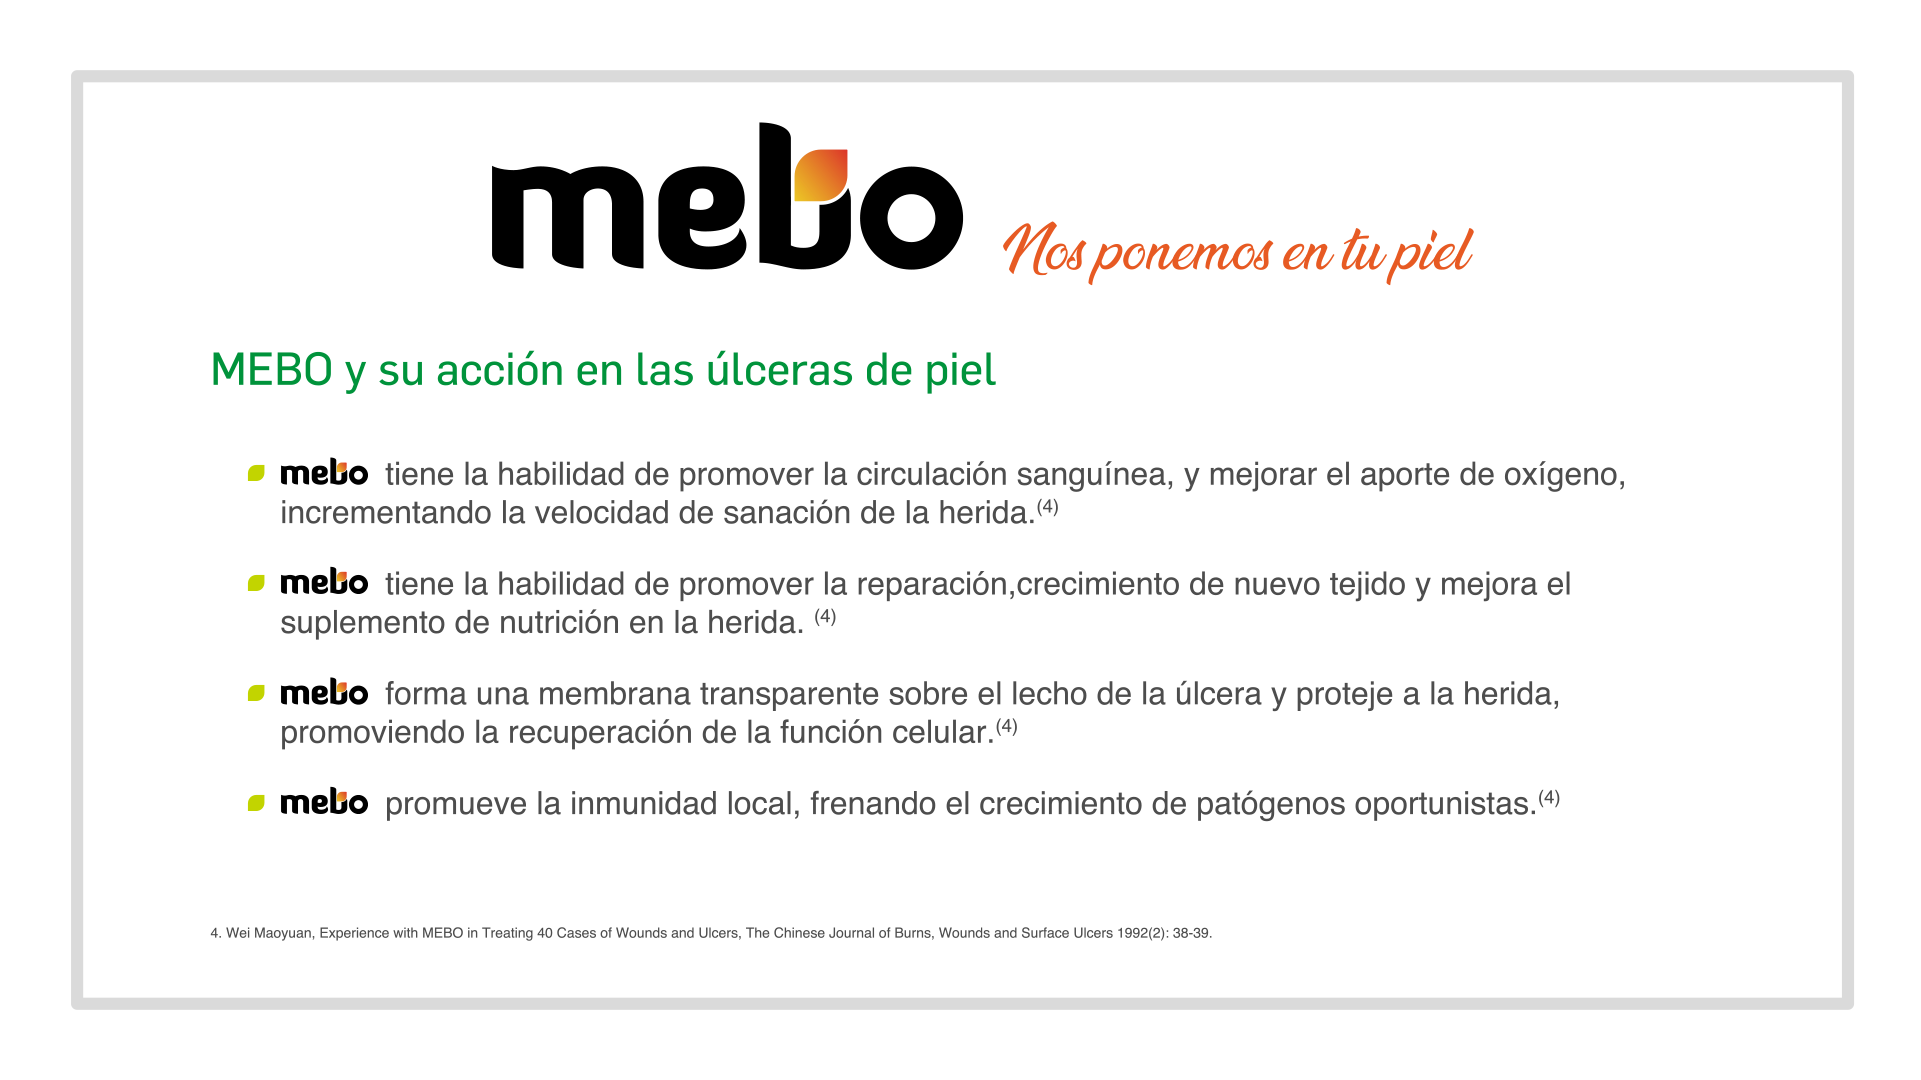 mebo Nos ponemos en tu piel
MEBO y su acción en las úlceras de piel
mebo tiene la habilidad de promover la circulación sanguínea, y mejorar el aporte de oxígeno,
incrementando la velocidad de sanación de la herida.(4)
mebo tiene la habilidad de promover la reparación,crecimiento de nuevo tejido y mejora el
suplemento de nutrición en la herida. (4)
mebo forma una membrana transparente sobre el lecho de la úlcera y proteje a la herida,
promoviendo la recuperación de la función celular.(4)
mebo promueve la inmunidad local, frenando el crecimiento de patógenos oportunistas.(4)
4. Wei Maoyuan, Experience with MEBO in Treating 40 Cases of Wounds and Ulcers, The Chinese Journal of Burns, Wounds and Surface Ulcers 1992(2): 38-39.